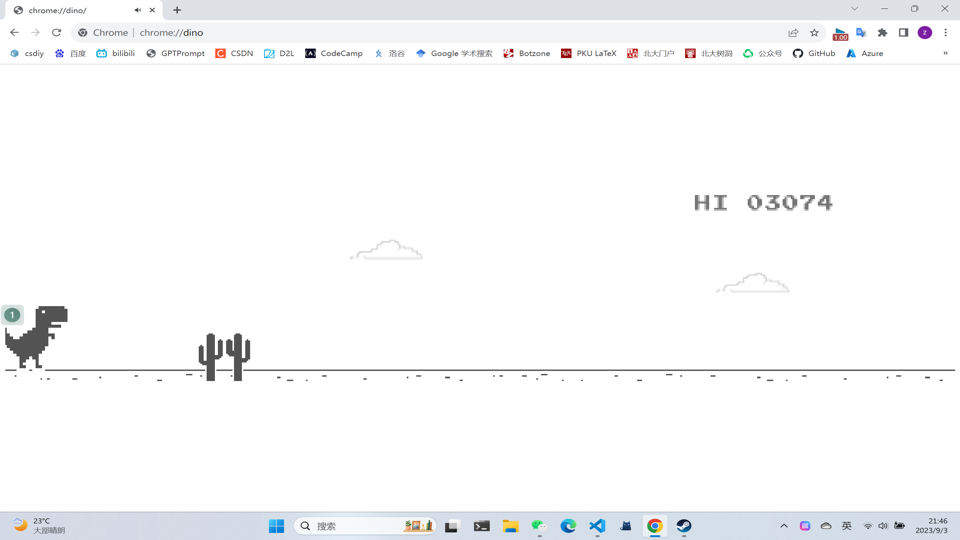 chrome://dino/
Chrome | chrome://dino
1.00
z
csdiy 百度 bilibili GPTPrompt CSDN D2L CodeCamp 洛谷 Google 学术搜索 Botzone PKU LaTeX 北大门户 北大树洞 公众号 GitHub Azure »
HI 03074
1
23°C
大部晴朗
搜索
英
21:46
2023/9/3